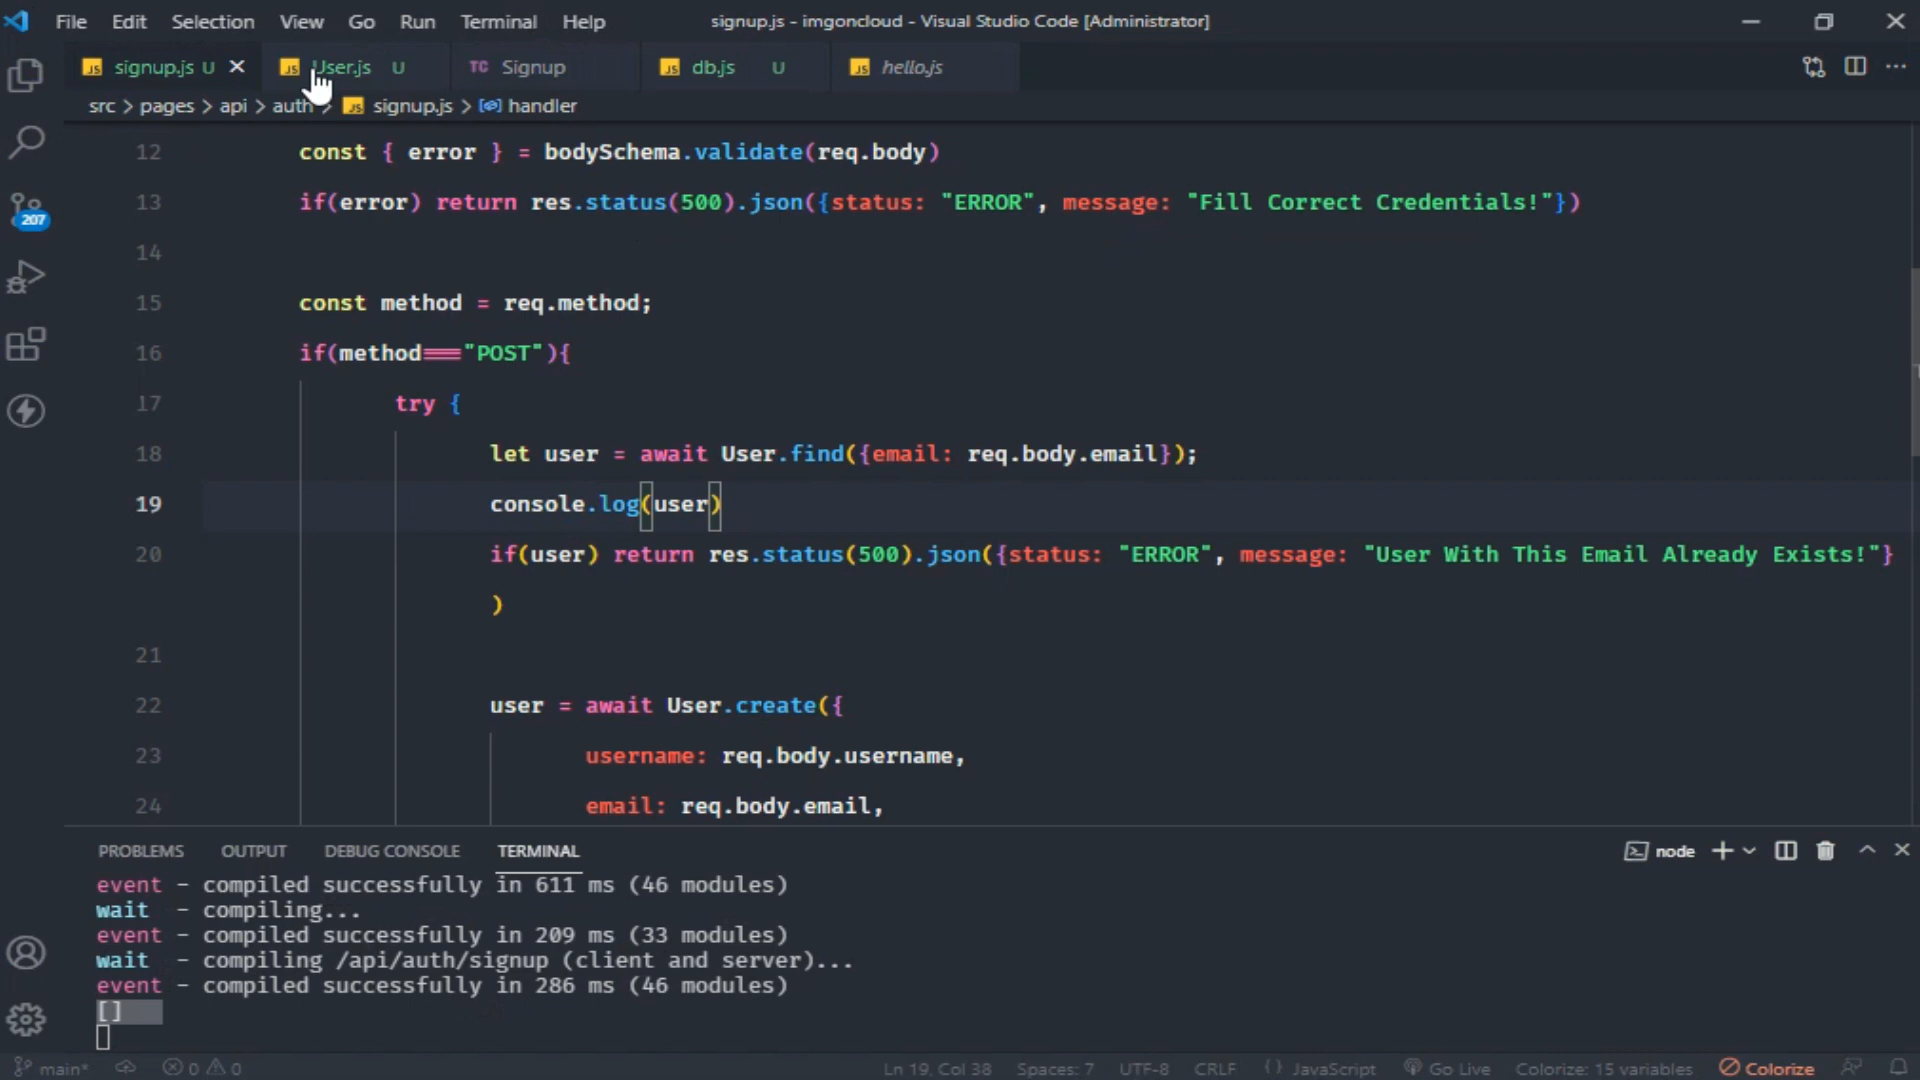 File Edit Selection View Go Run Terminal Help signup.js - imgoncloud - Visual Studio Code [Administrator]
JS signup.js U JS User.js U TC Signup JS db.js U JS hello.js
src > pages > api > auth > JS signup.js > handler
12 const { error } = bodySchema.validate(req.body)
13 if(error) return res.status(500).json({status: "ERROR", message: "Fill Correct Credentials!"})
14
15 const method = req.method;
16 if(method==="POST"){
17 try {
18 let user = await User.find({email: req.body.email});
19 console.log(user)
20 if(user) return res.status(500).json({status: "ERROR", message: "User With This Email Already Exists!"}
)
21
22 user = await User.create({
23 username: req.body.username,
24 email: req.body.email,
207
PROBLEMS OUTPUT DEBUG CONSOLE TERMINAL node
event - compiled successfully in 611 ms (46 modules)
wait - compiling...
event - compiled successfully in 209 ms (33 modules)
wait - compiling /api/auth/signup (client and server)...
event - compiled successfully in 286 ms (46 modules)
[]
main* 0 0 Ln 19, Col 38 Spaces: 7 UTF-8 CRLF {} JavaScript Go Live Colorize: 15 variables Colorize